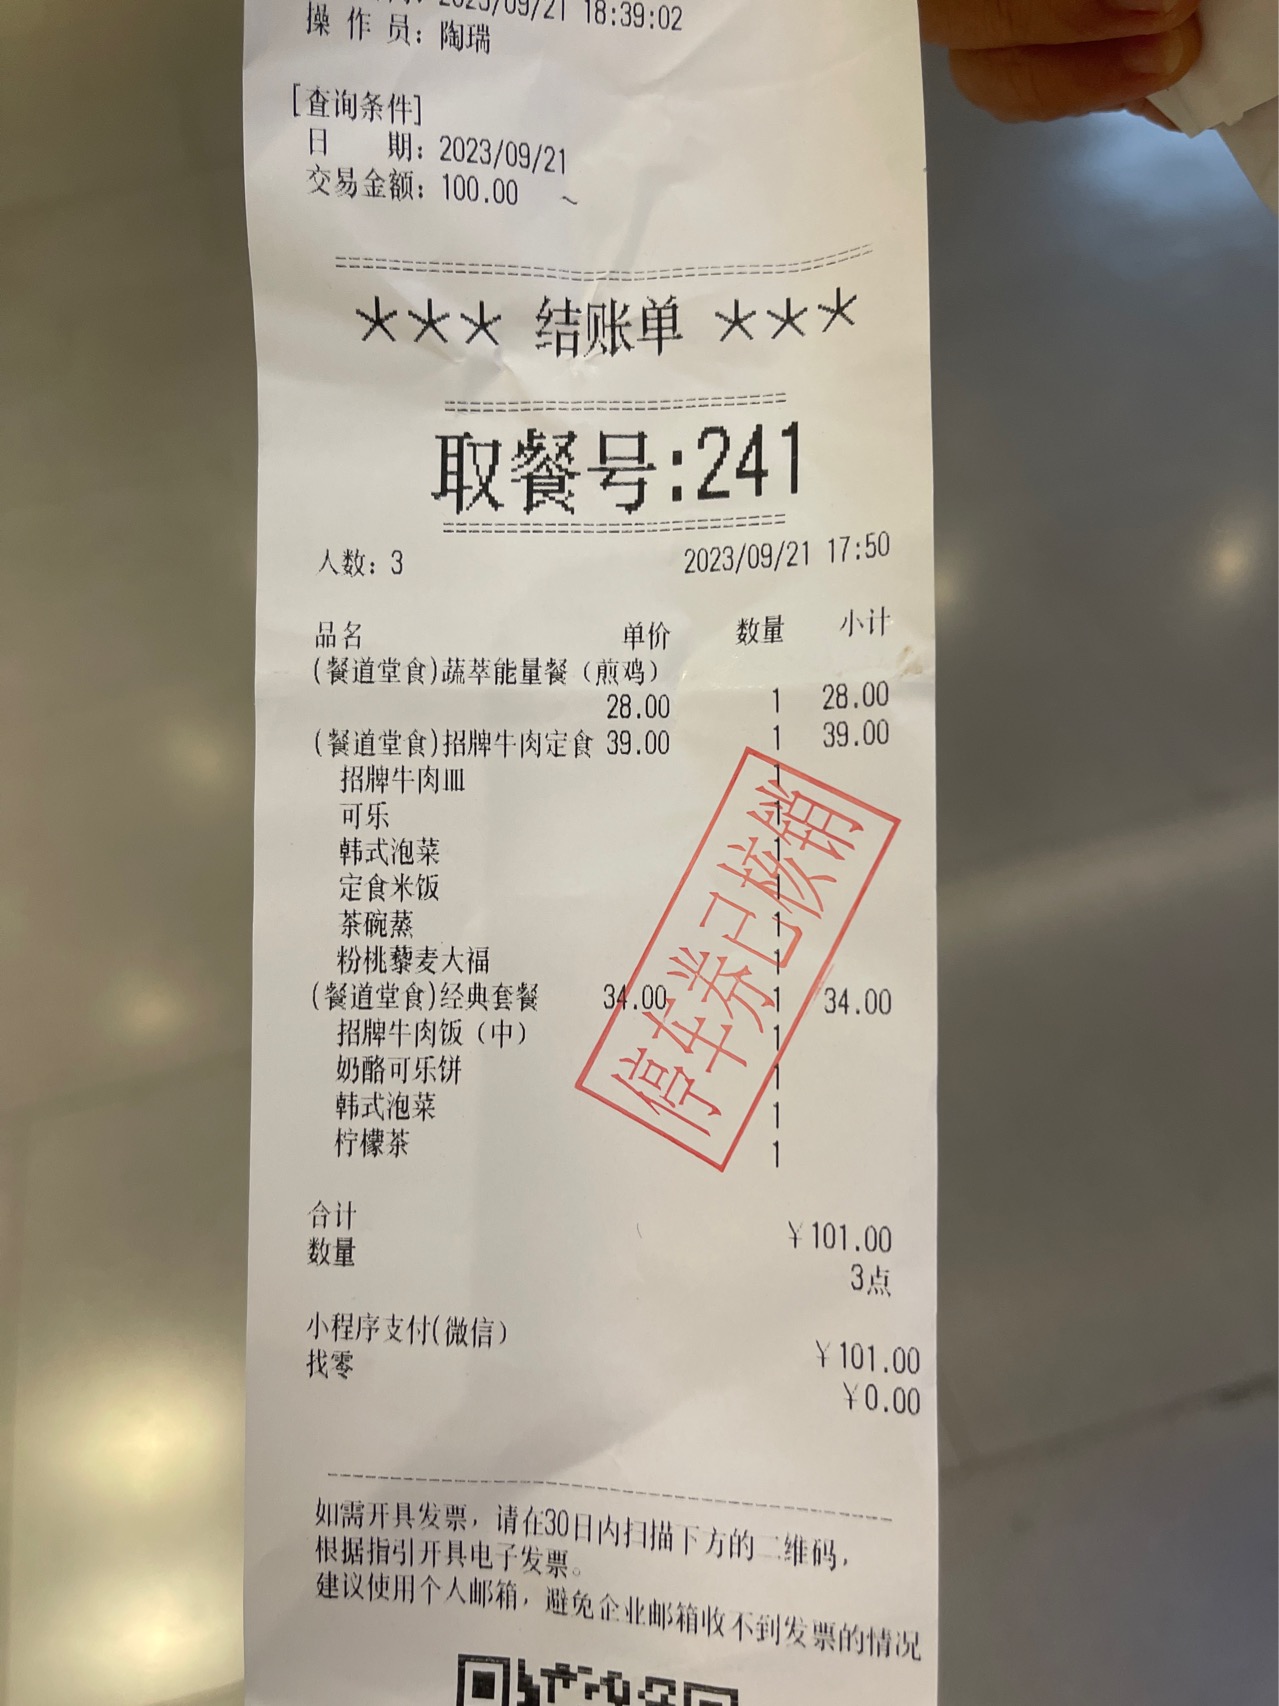 2023/09/21 18:39:02
操 作 员：陶瑞
[查询条件]
日 期：2023/09/21
交易金额：100.00 ~
*** 结账单 ***
取餐号:241
人数：3 2023/09/21 17:50
品名 单价 数量 小计
(餐道堂食)蔬萃能量餐（煎鸡）
28.00 1 28.00
(餐道堂食)招牌牛肉定食 39.00 1 39.00
招牌牛肉皿 1
可乐 1
韩式泡菜 1
定食米饭 1
茶碗蒸 1
粉桃藜麦大福 1
(餐道堂食)经典套餐 34.00 1 34.00
招牌牛肉饭（中） 1
奶酪可乐饼 1
韩式泡菜 1
柠檬茶 1
停车券已核销
合计 ￥101.00
数量 3点
小程序支付(微信) ￥101.00
找零 ￥0.00
如需开具发票，请在30日内扫描下方的二维码，
根据指引开具电子发票。
建议使用个人邮箱，避免企业邮箱收不到发票的情况